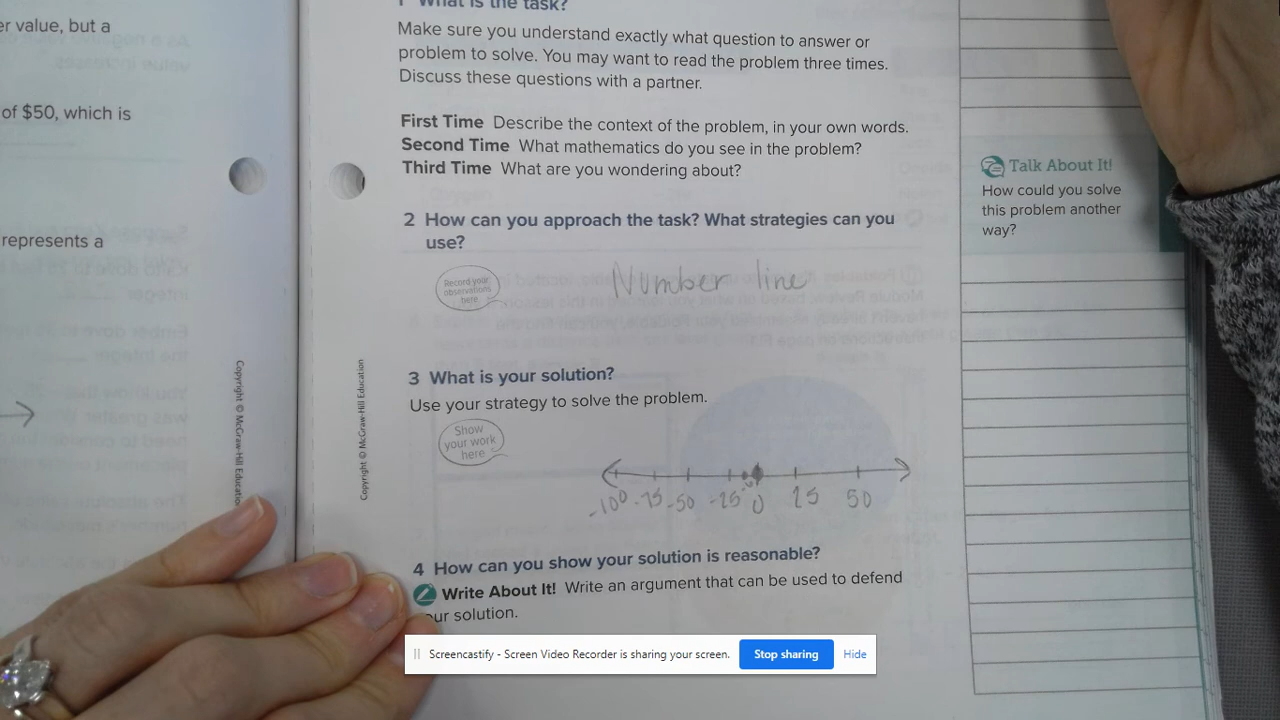 er value, but a
of $50, which is
represents a
Copyright © McGraw-Hill Educatio
1 What is the task?
Make sure you understand exactly what question to answer or
problem to solve. You may want to read the problem three times.
Discuss these questions with a partner.
First Time Describe the context of the problem, in your own words.
Second Time What mathematics do you see in the problem?
Third Time What are you wondering about?
2 How can you approach the task? What strategies can you
use?
Record your
observations
here
Number line
3 What is your solution?
Use your strategy to solve the problem.
Show
your work
here
-100 -75 -50 -25 0 25 50
4 How can you show your solution is reasonable?
Write About It! Write an argument that can be used to defend
our solution.
Copyright © McGraw-Hill Education
Talk About It!
How could you solve
this problem another
way?
Screencastify - Screen Video Recorder is sharing your screen.
Stop sharing
Hide